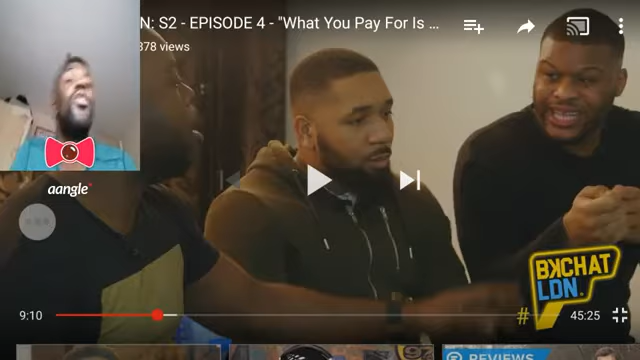 N: S2 - EPISODE 4 - "What You Pay For Is ...
378 views
aangle
BKCHAT
LDN.
#
9:10
45:25
REVIEWS